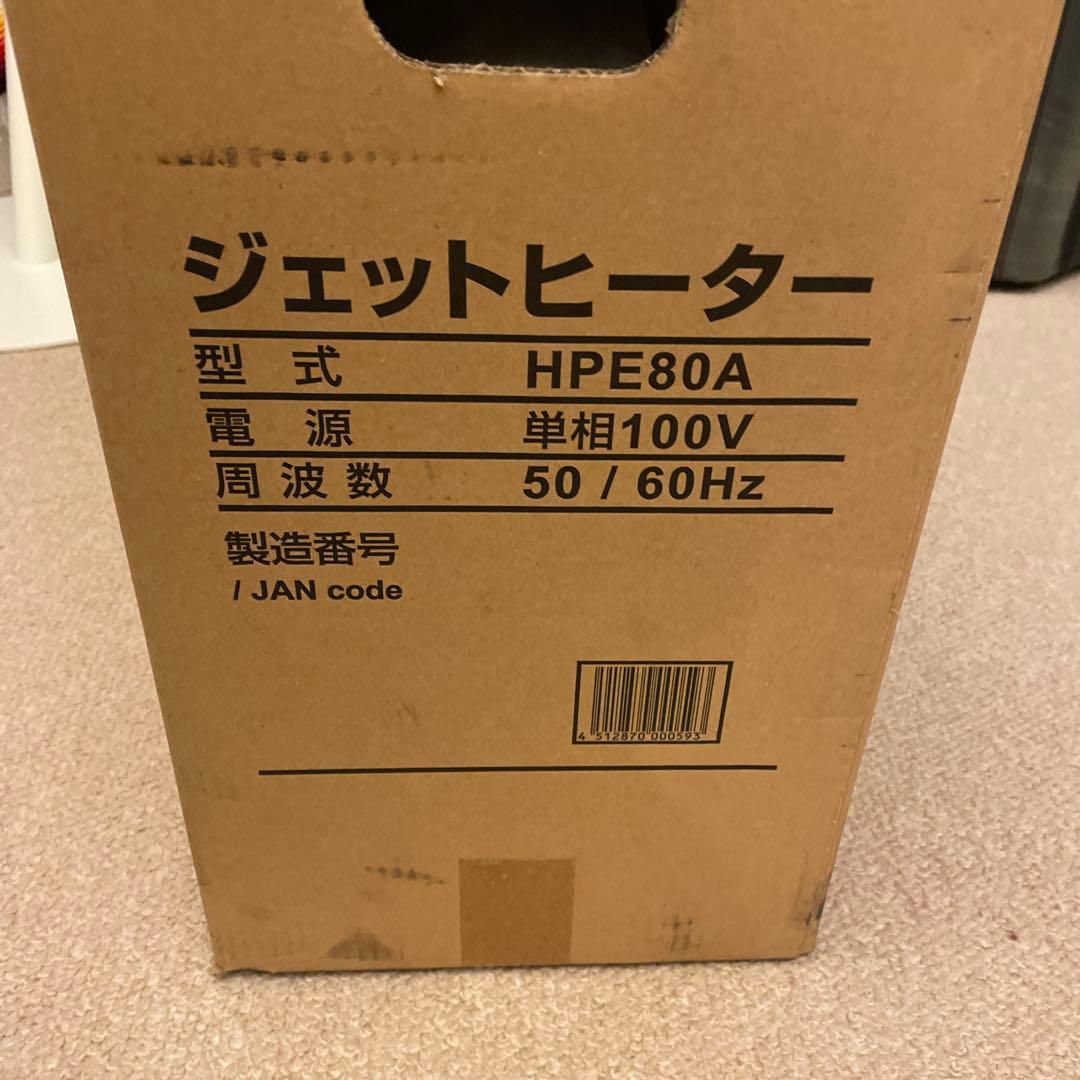 ジェットヒーター
型式 HPE80A
電源 単相100V
周波数 50 / 60Hz
製造番号
/ JAN code
4 512870 000593